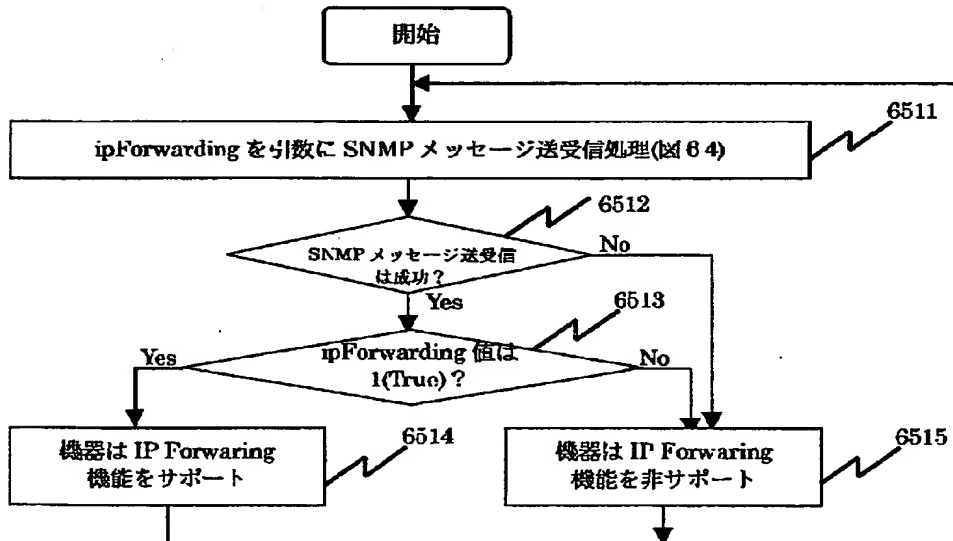 開始
6511
ipForwarding を引数に SNMP メッセージ送受信処理(図６４)
6512
SNMP メッセージ送受信
は成功？
No
Yes
6513
ipForwarding 値は
1(True)？
Yes
No
機器は IP Forwaring
機能をサポート
6514
機器は IP Forwaring
機能を非サポート
6515